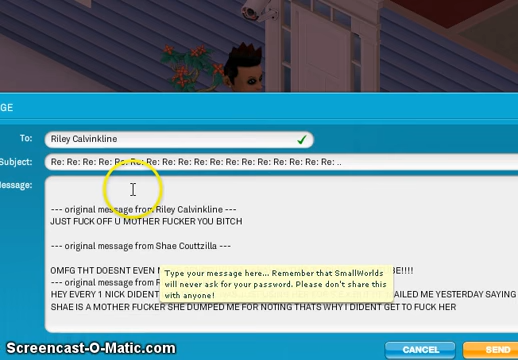 GE
To:
Riley Calvinkline
Subject:
Re: Re: Re: Re: Re: Re: Re: Re: Re: Re: Re: Re: Re: Re: Re: Re: Re: Re: ..
Message:
--- original message from Riley Calvinkline ---
JUST FUCK OFF U MOTHER FUCKER YOU BITCH
--- original message from Shae Couttzilla ---
OMFG THT DOESNT EVEN
E!!!!
Type your message here... Remember that SmallWorlds
will never ask for your password. Please don't share this
with anyone!
--- original message from
HEY EVERY 1 NICK DIDENT
AILED ME YESTERDAY SAYING
SHAE IS A MOTHER FUCKER SHE DUMPED ME FOR NOTING THATS WHY I DIDENT GET TO FUCK HER
CANCEL
SEND
Screencast-O-Matic.com